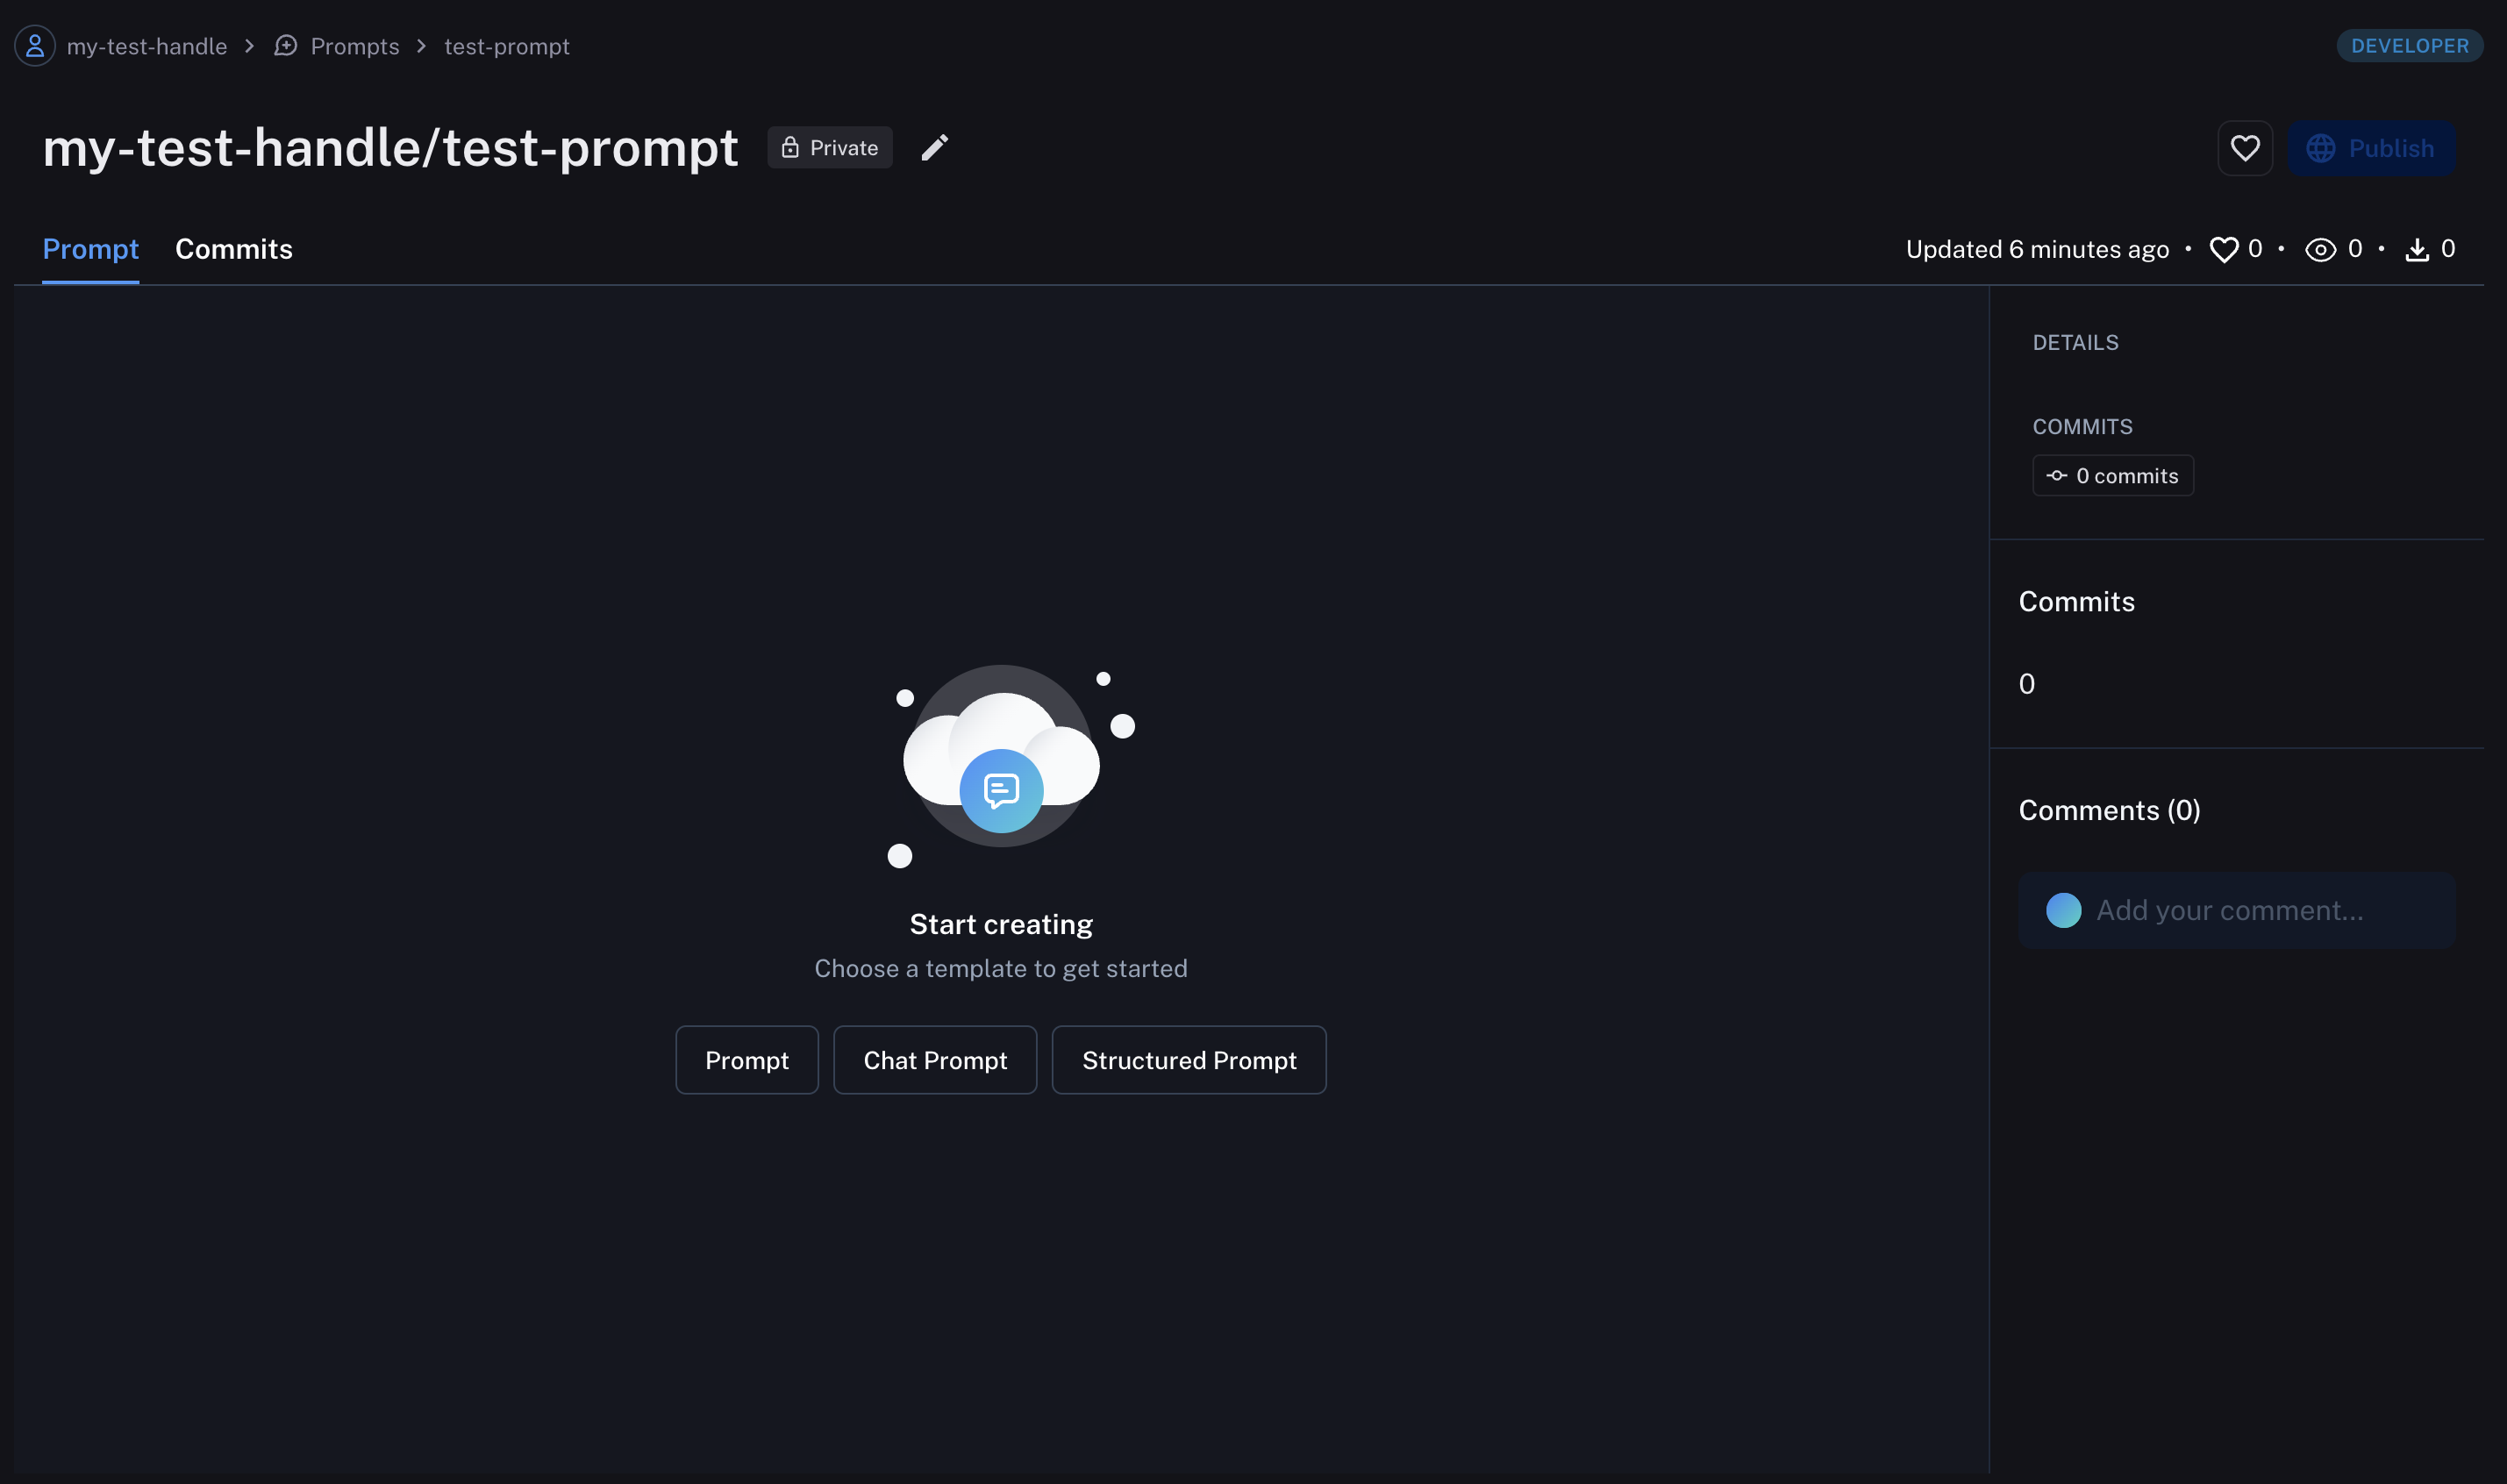 my-test-handle > Prompts > test-prompt
DEVELOPER
my-test-handle/test-prompt
Private
Publish
Prompt
Commits
Updated 6 minutes ago • 0 • 0 • 0
DETAILS
COMMITS
0 commits
Commits
0
Comments (0)
Add your comment...
Start creating
Choose a template to get started
Prompt
Chat Prompt
Structured Prompt